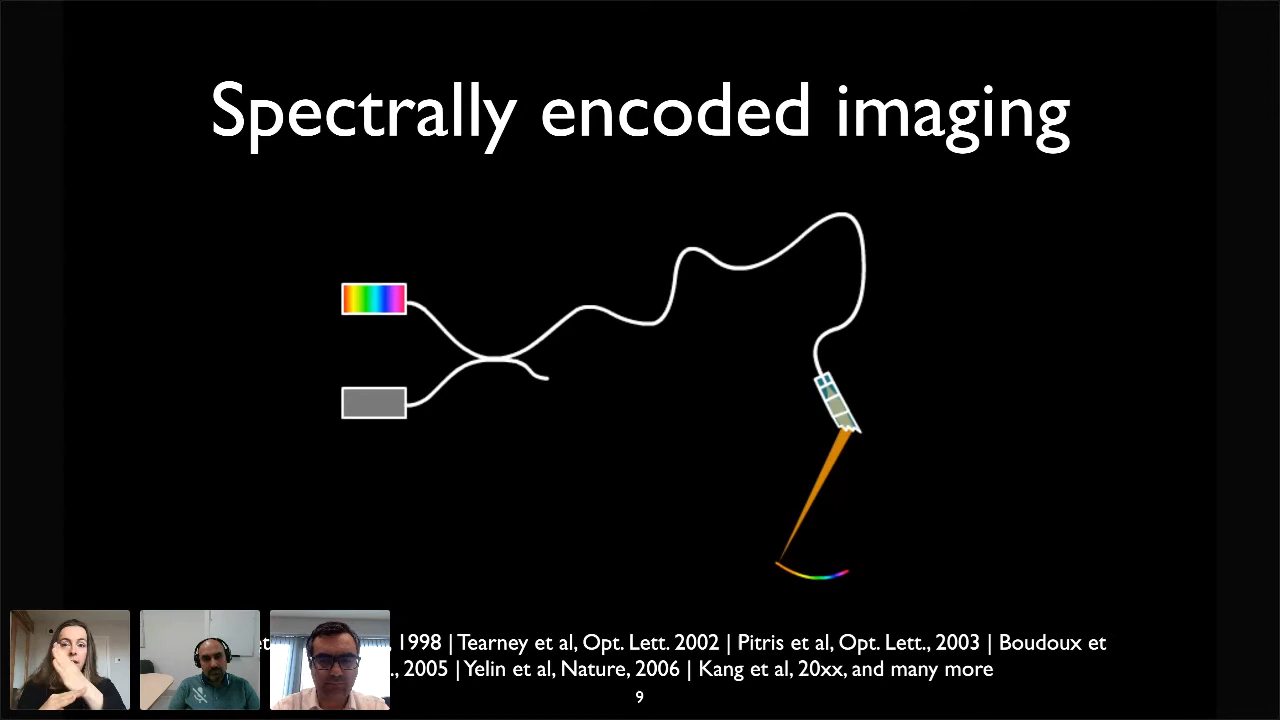 Spectrally encoded imaging
1998 | Tearney et al, Opt. Lett. 2002 | Pitris et al, Opt. Lett., 2003 | Boudoux et
., 2005 | Yelin et al, Nature, 2006 | Kang et al, 20xx, and many more
9